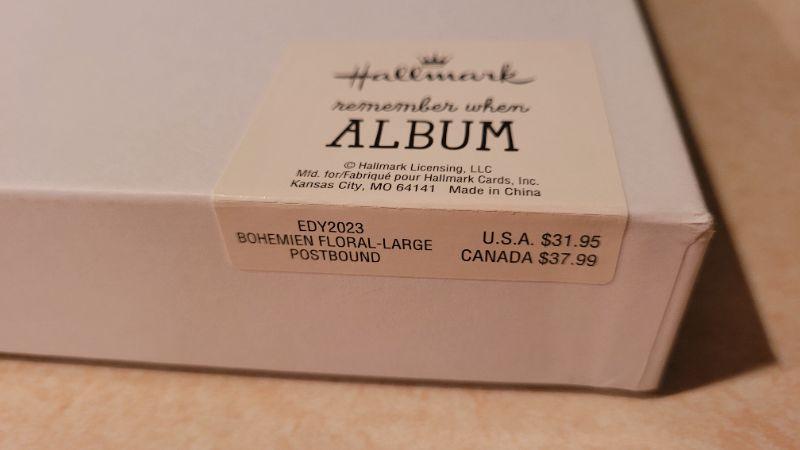 Hallmark
remember when
ALBUM
© Hallmark Licensing, LLC
Mfd. for/Fabriqué pour Hallmark Cards, Inc.
Kansas City, MO 64141 Made in China
EDY2023
BOHEMIEN FLORAL-LARGE
POSTBOUND
U.S.A. $31.95
CANADA $37.99